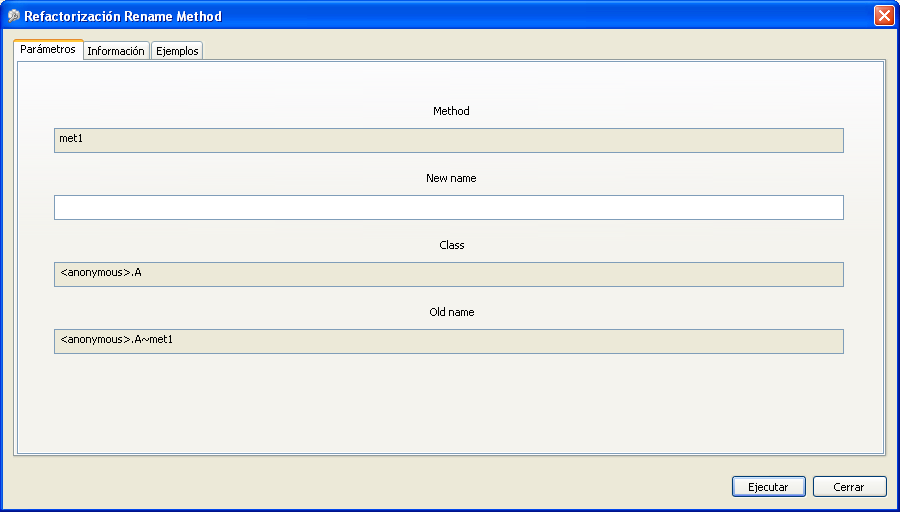 Refactorización Rename Method
Parámetros Información Ejemplos
Method
met1
New name
Class
<anonymous>.A
Old name
<anonymous>.A~met1
Ejecutar Cerrar